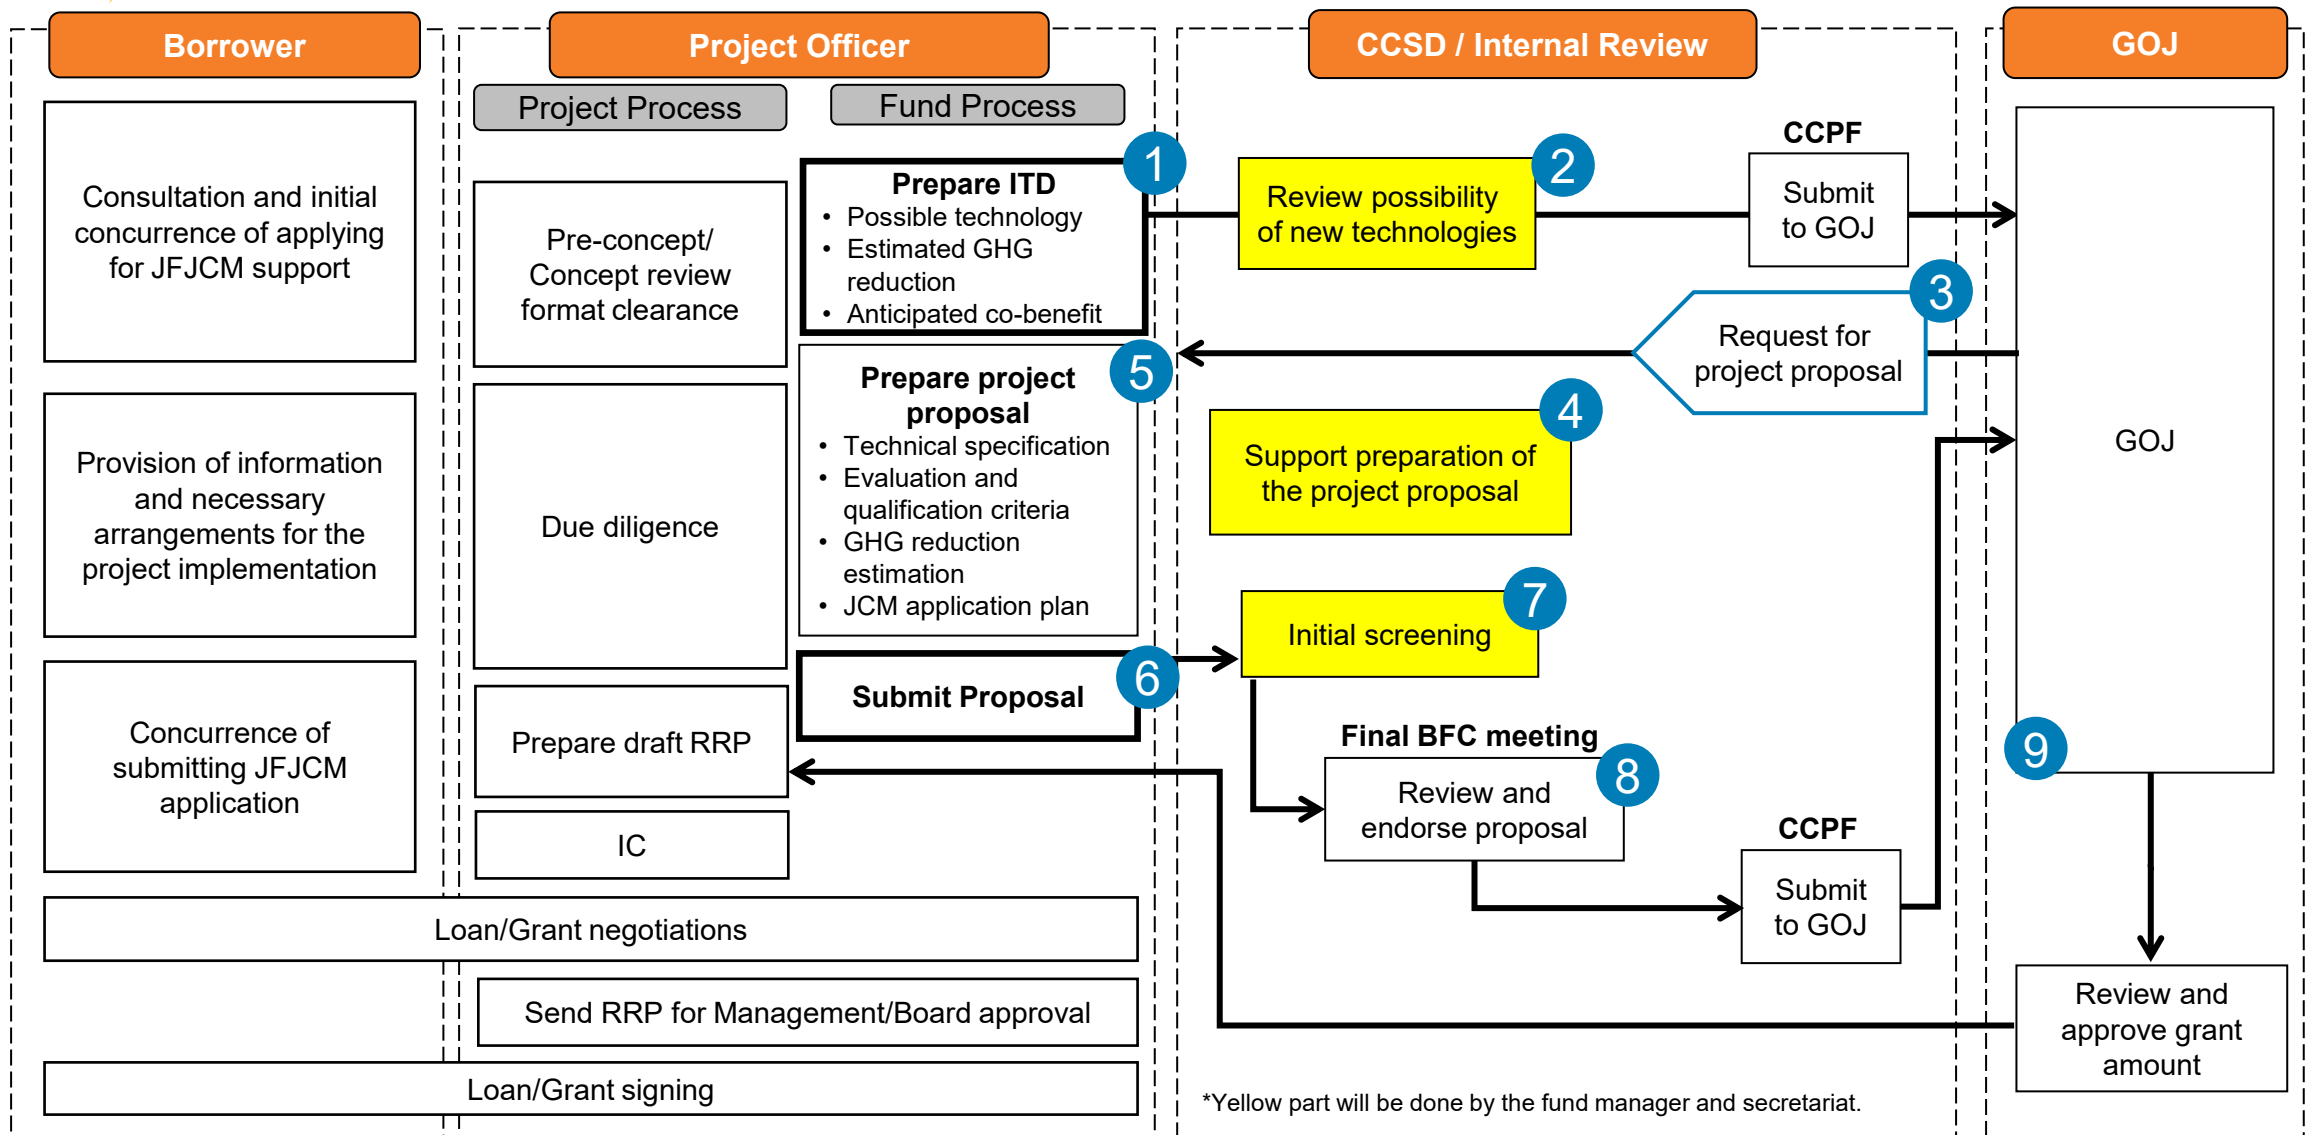 Borrower
Project Officer
CCSD / Internal Review
GOJ
Project Process
Fund Process
Consultation and initial
concurrence of applying
for JFJCM support
Provision of information
and necessary
arrangements for the
project implementation
Concurrence of
submitting JFJCM
application
Pre-concept/
Concept review
format clearance
Due diligence
Prepare draft RRP
IC
1
Prepare ITD
• Possible technology
• Estimated GHG
reduction
• Anticipated co-benefit
5
Prepare project
proposal
• Technical specification
• Evaluation and
qualification criteria
• GHG reduction
estimation
• JCM application plan
6
Submit Proposal
Loan/Grant negotiations
Send RRP for Management/Board approval
Loan/Grant signing
2
Review possibility
of new technologies
CCPF
Submit
to GOJ
3
Request for
project proposal
4
Support preparation of
the project proposal
7
Initial screening
Final BFC meeting
8
Review and
endorse proposal
CCPF
Submit
to GOJ
*Yellow part will be done by the fund manager and secretariat.
GOJ
9
Review and
approve grant
amount